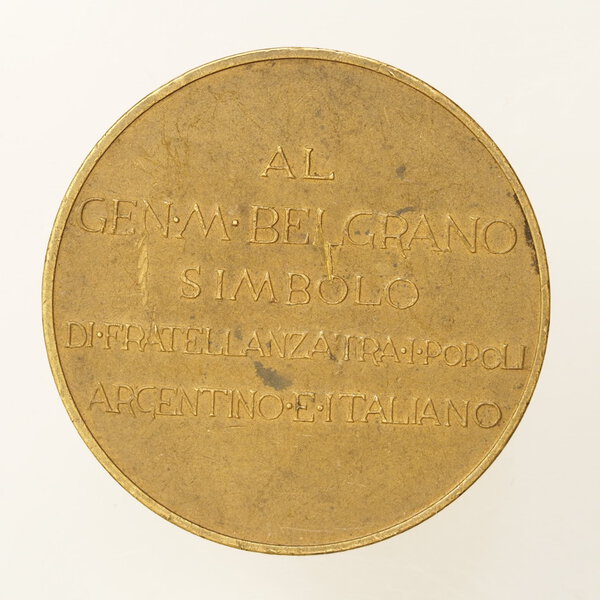 AL
GEN·M·BELGRANO
SIMBOLO
DI·FRATELLANZA·TRA·I·POPOLI
ARGENTINO·E·ITALIANO